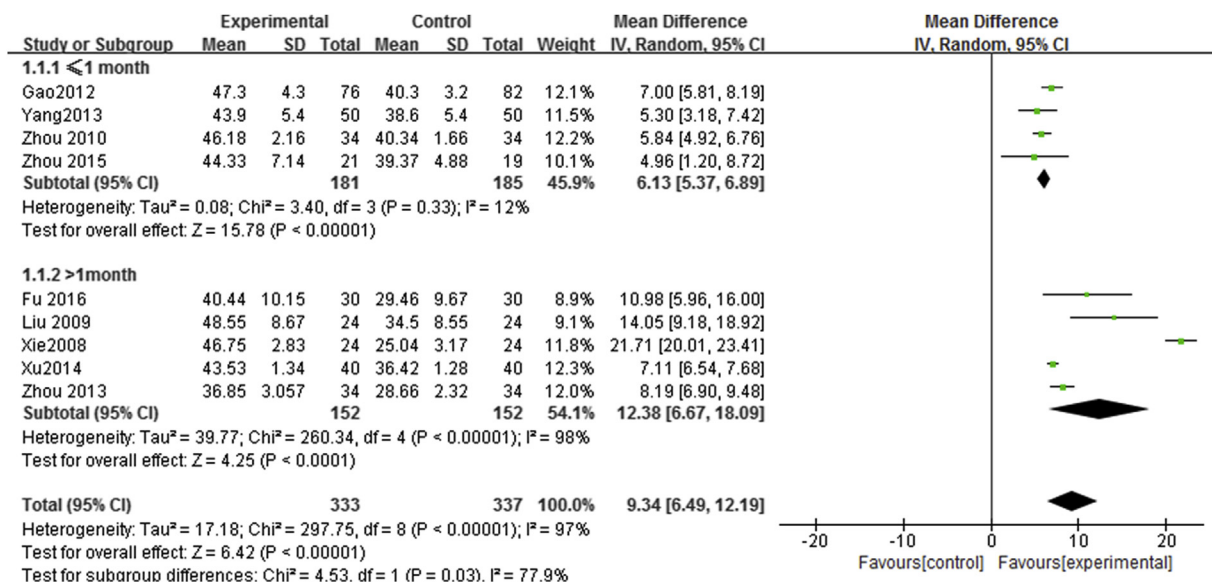 Experimental Control Mean Difference Mean Difference
Study or Subgroup Mean SD Total Mean SD Total Weight IV, Random, 95% CI IV, Random, 95% CI
1.1.1 ⩽1 month
Gao2012 47.3 4.3 76 40.3 3.2 82 12.1% 7.00 [5.81, 8.19]
Yang2013 43.9 5.4 50 38.6 5.4 50 11.5% 5.30 [3.18, 7.42]
Zhou 2010 46.18 2.16 34 40.34 1.66 34 12.2% 5.84 [4.92, 6.76]
Zhou 2015 44.33 7.14 21 39.37 4.88 19 10.1% 4.96 [1.20, 8.72]
Subtotal (95% CI) 181 185 45.9% 6.13 [5.37, 6.89]
Heterogeneity: Tau² = 0.08; Chi² = 3.40, df = 3 (P = 0.33); I² = 12%
Test for overall effect: Z = 15.78 (P < 0.00001)
1.1.2 >1month
Fu 2016 40.44 10.15 30 29.46 9.67 30 8.9% 10.98 [5.96, 16.00]
Liu 2009 48.55 8.67 24 34.5 8.55 24 9.1% 14.05 [9.18, 18.92]
Xie2008 46.75 2.83 24 25.04 3.17 24 11.8% 21.71 [20.01, 23.41]
Xu2014 43.53 1.34 40 36.42 1.28 40 12.3% 7.11 [6.54, 7.68]
Zhou 2013 36.85 3.057 34 28.66 2.32 34 12.0% 8.19 [6.90, 9.48]
Subtotal (95% CI) 152 152 54.1% 12.38 [6.67, 18.09]
Heterogeneity: Tau² = 39.77; Chi² = 260.34, df = 4 (P < 0.00001); I² = 98%
Test for overall effect: Z = 4.25 (P < 0.0001)
Total (95% CI) 333 337 100.0% 9.34 [6.49, 12.19]
Heterogeneity: Tau² = 17.18; Chi² = 297.75, df = 8 (P < 0.00001); I² = 97%
Test for overall effect: Z = 6.42 (P < 0.00001)
Test for subgroup differences: Chi² = 4.53, df = 1 (P = 0.03), I² = 77.9%
-20 -10 0 10 20
Favours[control] Favours[experimental]